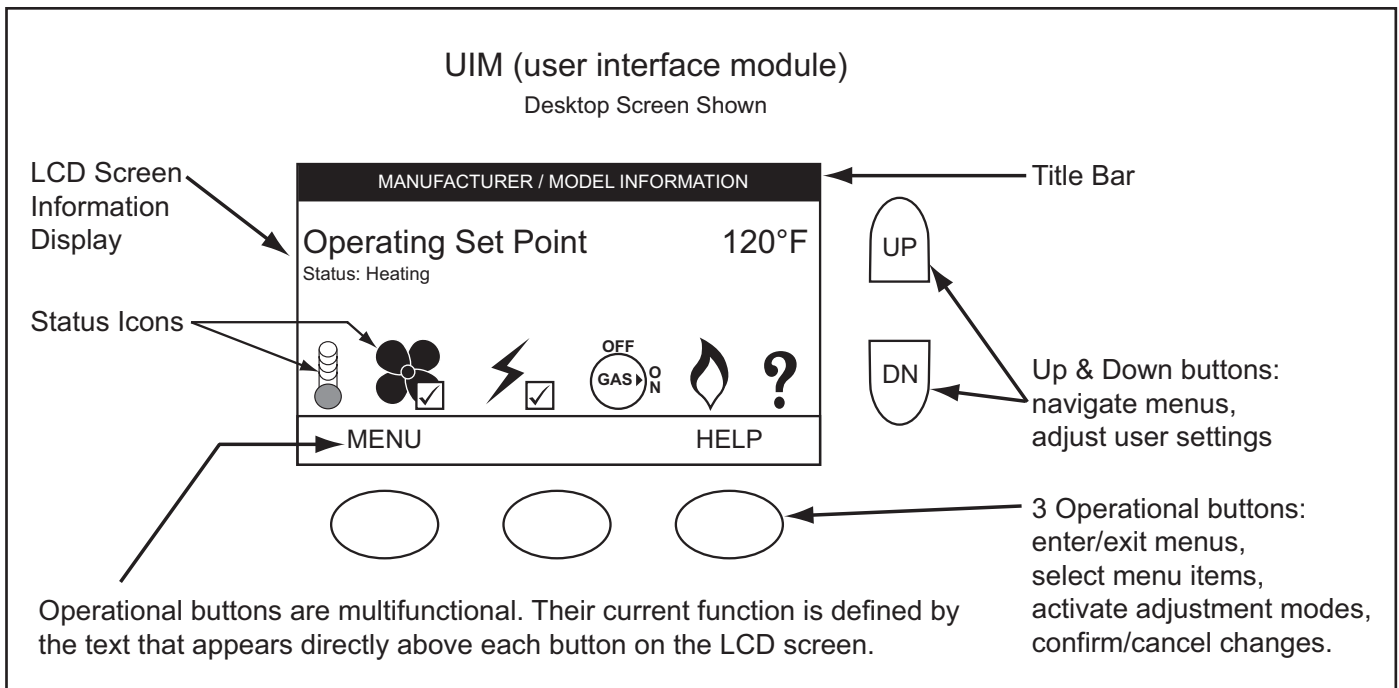 UIM (user interface module)
Desktop Screen Shown
LCD Screen
Information
Display
MANUFACTURER / MODEL INFORMATION
Title Bar
Operating Set Point 120°F
Status: Heating
UP
Status Icons
OFF
GAS
ON
?
DN
Up & Down buttons:
navigate menus,
adjust user settings
MENU HELP
3 Operational buttons:
enter/exit menus,
select menu items,
activate adjustment modes,
confirm/cancel changes.
Operational buttons are multifunctional. Their current function is defined by
the text that appears directly above each button on the LCD screen.